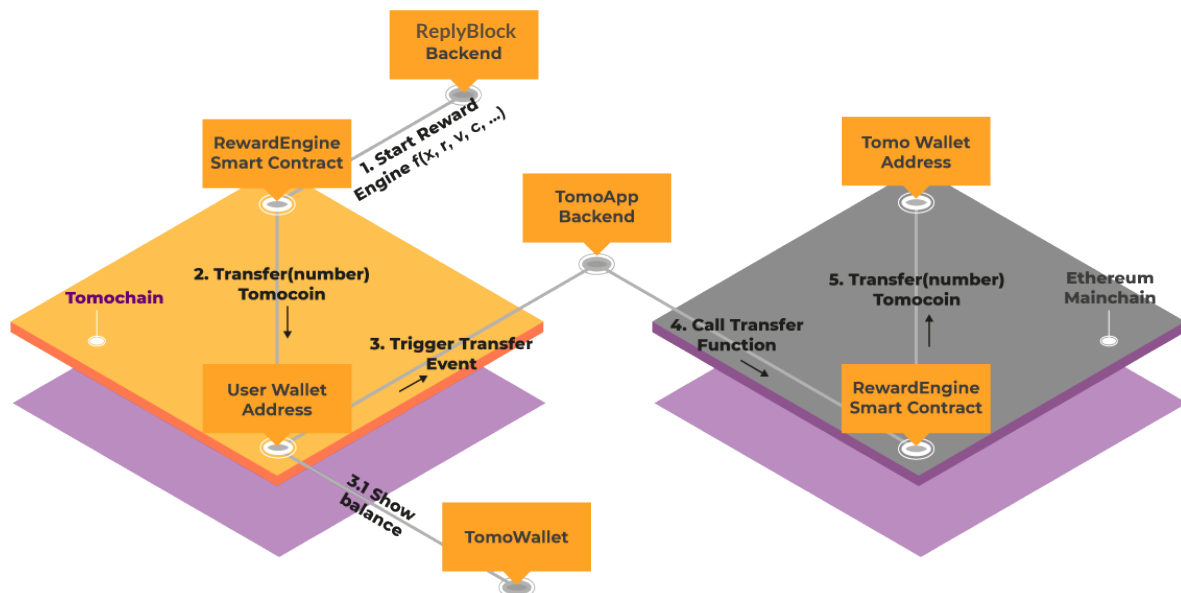 ReplyBlock
Backend
RewardEngine
Smart Contract
1. Start Reward
Engine f(x, r, v, c, ...)
Tomo Wallet
Address
TomoApp
Backend
2. Transfer(number)
Tomocoin
5. Transfer(number)
Tomocoin
Tomochain
Ethereum
Mainchain
3. Trigger Transfer
Event
4. Call Transfer
Function
User Wallet
Address
RewardEngine
Smart Contract
3.1 Show
balance
TomoWallet